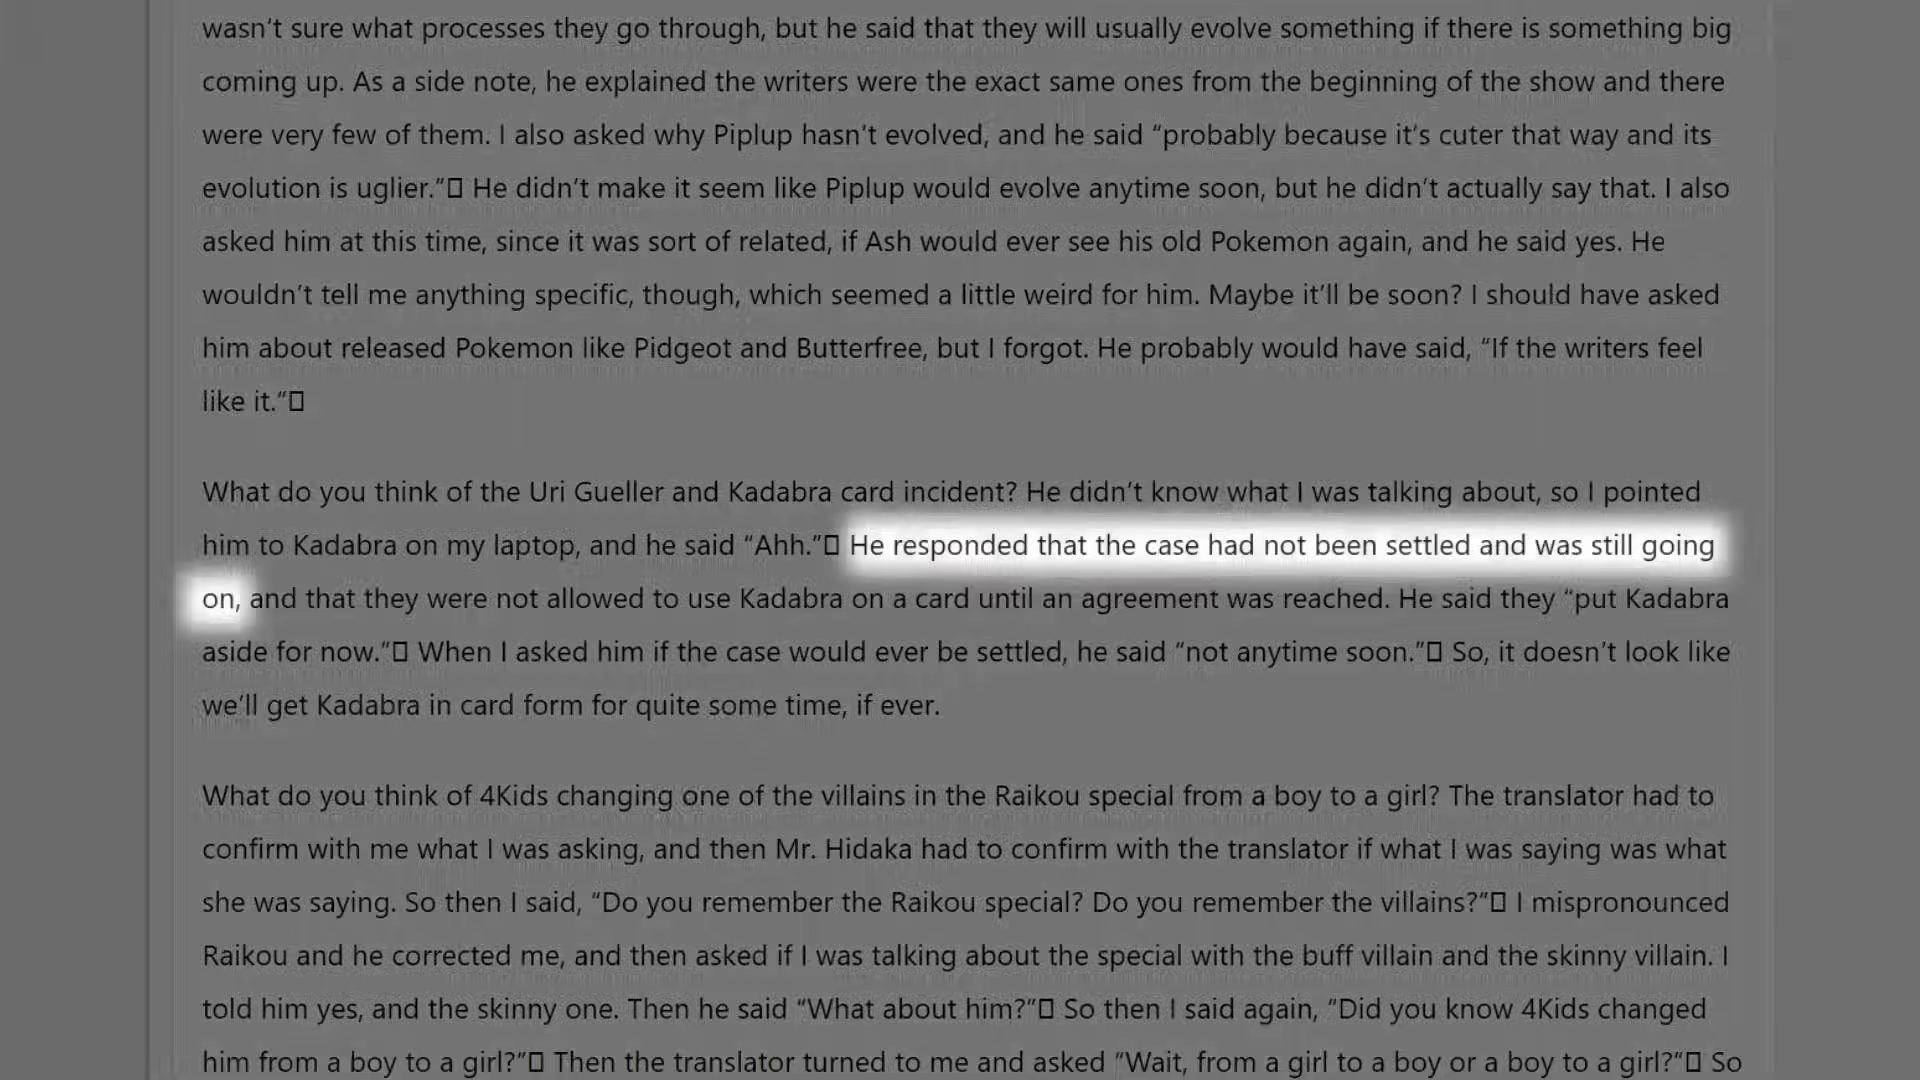 wasn't sure what processes they go through, but he said that they will usually evolve something if there is something big
coming up. As a side note, he explained the writers were the exact same ones from the beginning of the show and there
were very few of them. I also asked why Piplup hasn't evolved, and he said “probably because it's cuter that way and its
evolution is uglier.”▯ He didn't make it seem like Piplup would evolve anytime soon, but he didn't actually say that. I also
asked him at this time, since it was sort of related, if Ash would ever see his old Pokemon again, and he said yes. He
wouldn't tell me anything specific, though, which seemed a little weird for him. Maybe it'll be soon? I should have asked
him about released Pokemon like Pidgeot and Butterfree, but I forgot. He probably would have said, “If the writers feel
like it.”▯
What do you think of the Uri Gueller and Kadabra card incident? He didn't know what I was talking about, so I pointed
him to Kadabra on my laptop, and he said “Ahh.”▯ He responded that the case had not been settled and was still going
on, and that they were not allowed to use Kadabra on a card until an agreement was reached. He said they “put Kadabra
aside for now.”▯ When I asked him if the case would ever be settled, he said “not anytime soon.”▯ So, it doesn't look like
we'll get Kadabra in card form for quite some time, if ever.
What do you think of 4Kids changing one of the villains in the Raikou special from a boy to a girl? The translator had to
confirm with me what I was asking, and then Mr. Hidaka had to confirm with the translator if what I was saying was what
she was saying. So then I said, “Do you remember the Raikou special? Do you remember the villains?”▯ I mispronounced
Raikou and he corrected me, and then asked if I was talking about the special with the buff villain and the skinny villain. I
told him yes, and the skinny one. Then he said “What about him?”▯ So then I said again, “Did you know 4Kids changed
him from a boy to a girl?”▯ Then the translator turned to me and asked “Wait, from a girl to a boy or a boy to a girl?”▯ So